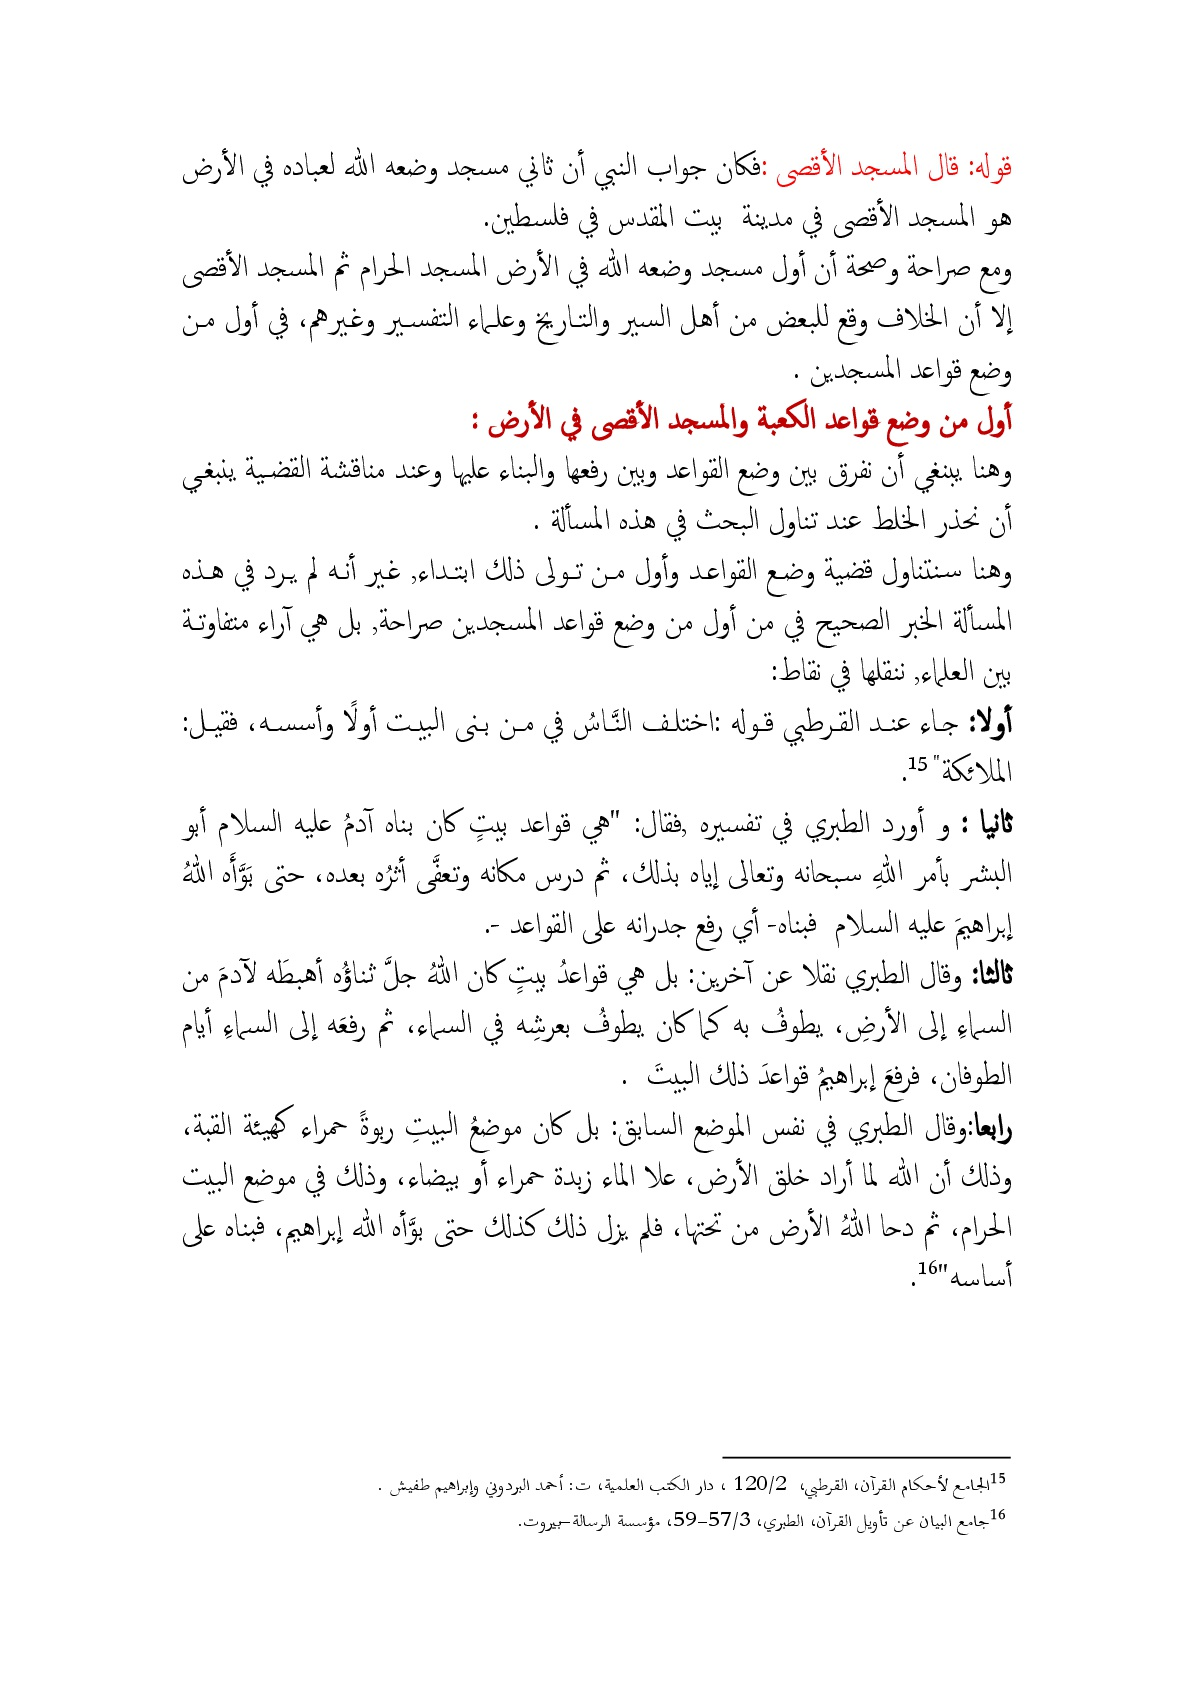 قوله: قال المسجد الأقصى :فكان جواب النبي أن ثاني مسجد وضعه الله لعباده في الأرض
هو المسجد الأقصى في مدينة بيت المقدس في فلسطين.
ومع صراحة وصحة أن أول مسجد وضعه الله في الأرض المسجد الحرام ثم المسجد الأقصى
إلا أن الخلاف وقع للبعض من أهل السير والتاريخ وعلماء التفسير وغيرهم، في أول من
وضع قواعد المسجدين .
أول من وضع قواعد الكعبة والمسجد الأقصى في الأرض :
وهنا ينبغي أن نفرق بين وضع القواعد وبين رفعها والبناء عليها وعند مناقشة القضية ينبغي
أن نحذر الخلط عند تناول البحث في هذه المسألة .
وهنا سنتناول قضية وضع القواعد وأول من تولى ذلك ابتداء, غير أنه لم يرد في هذه
المسألة الخبر الصحيح في من أول من وضع قواعد المسجدين صراحة, بل هي آراء متفاوتة
بين العلماء, ننقلها في نقاط:
أولا: جاء عند القرطبي قوله :اختلف النَّاسُ في من بنى البيت أولًا وأسسه، فقيل:
الملائكة" 15.
ثانيا : و أورد الطبري في تفسيره ,فقال: "هي قواعد بيتٍ كان بناه آدمُ عليه السلام أبو
البشر بأمر اللهِ سبحانه وتعالى إياه بذلك، ثم درس مكانه وتعفَّى أثرُه بعده، حتى بَوَّأَه اللهُ
إبراهيمَ عليه السلام فبناه- أي رفع جدرانه على القواعد -.
ثالثا: وقال الطبري نقلا عن آخرين: بل هي قواعدُ بيتٍ كان اللهُ جلَّ ثناؤُه أهبطَه لآدمَ من
السماءِ إلى الأرضِ، يطوفُ به كما كان يطوفُ بعرشِه في السماء، ثم رفعَه إلى السماءِ أيام
الطوفان، فرفعَ إبراهيمُ قواعدَ ذلك البيتَ .
رابعا:وقال الطبري في نفس الموضع السابق: بل كان موضعُ البيتِ ربوةً حمراء كهيئة القبة،
وذلك أن الله لما أراد خلق الأرض، علا الماء زبدة حمراء أو بيضاء، وذلك في موضع البيت
الحرام، ثم دحا اللهُ الأرض من تحتها، فلم يزل ذلك كذلك حتى بوَّأه الله إبراهيم، فبناه على
أساسه"16.
15الجامع لأحكام القرآن، القرطبي، 120/2 ، دار الكتب العلمية، ت: أحمد البردوني وإبراهيم طفيش .
16جامع البيان عن تأويل القرآن، الطبري، 57/3–59، مؤسسة الرسالة–بيروت.